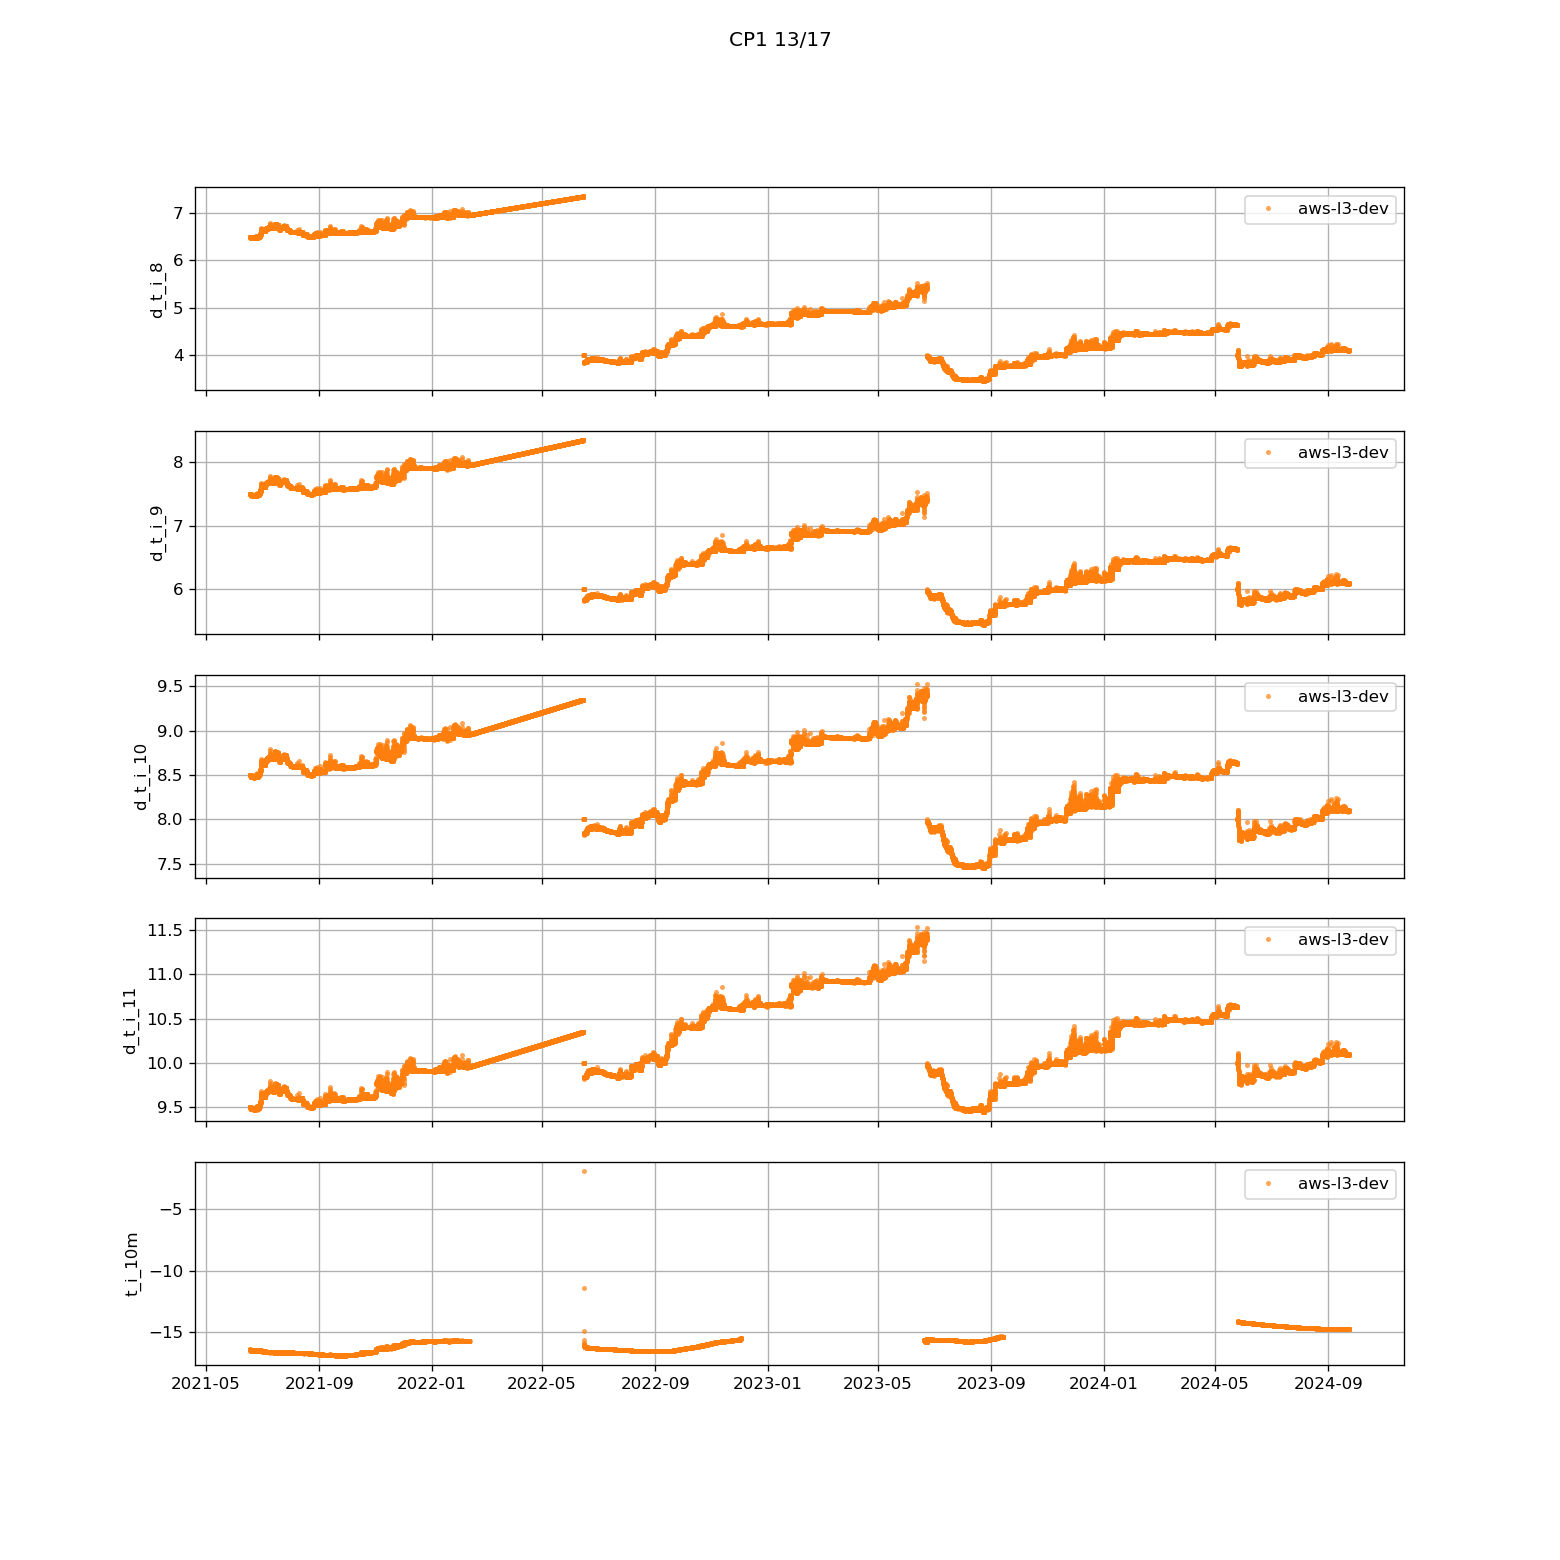 CP1 13/17
7
6
5
4
d_t_i_8
aws-l3-dev
8
7
6
d_t_i_9
aws-l3-dev
9.5
9.0
8.5
8.0
7.5
d_t_i_10
aws-l3-dev
11.5
11.0
10.5
10.0
9.5
d_t_i_11
aws-l3-dev
−5
−10
−15
t_i_10m
aws-l3-dev
2021-05 2021-09 2022-01 2022-05 2022-09 2023-01 2023-05 2023-09 2024-01 2024-05 2024-09